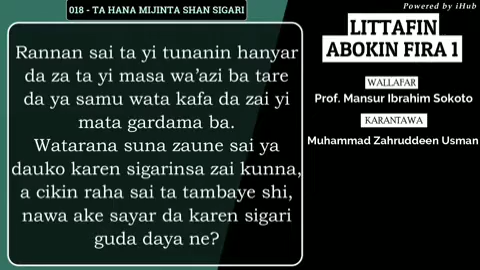 018 - TA HANA MIJINTA SHAN SIGARI
Powered by iHub
LITTAFIN
ABOKIN FIRA 1
WALLAFAR
Prof. Mansur Ibrahim Sokoto
KARANTAWA
Muhammad Zahruddeen Usman
Rannan sai ta yi tunanin hanyar
da za ta yi masa wa’azi ba tare
da ya samu wata kafa da zai yi
mata gardama ba.
Watarana suna zaune sai ya
dauko karen sigarinsa zai kunna,
a cikin raha sai ta tambaye shi,
nawa ake sayar da karen sigari
guda daya ne?